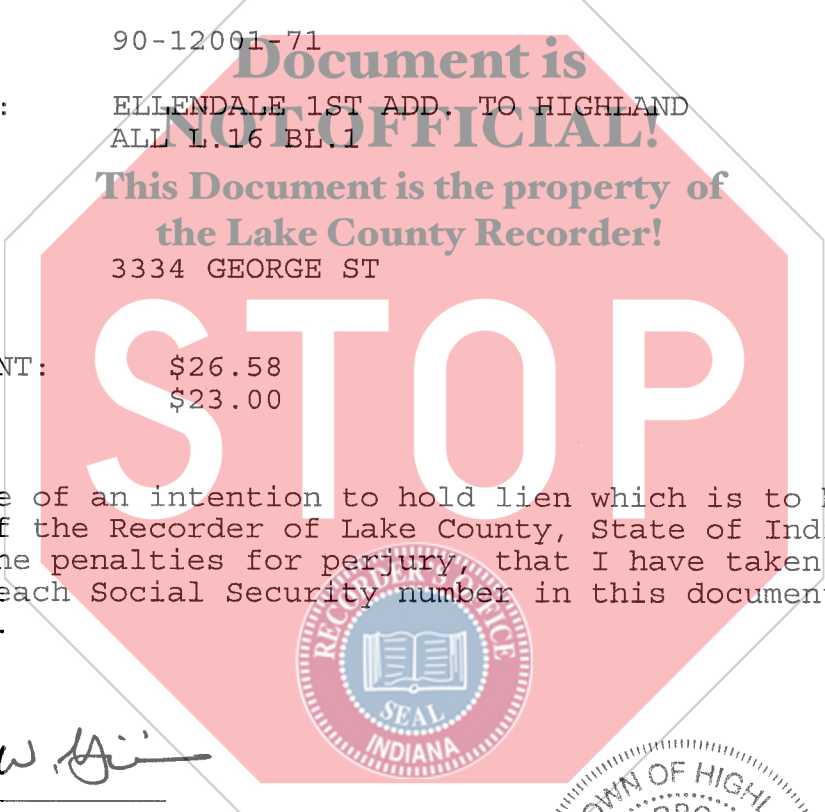 90-12001-71
Document is
: ELLENDALE 1ST ADD. TO HIGHLAND
NOT OFFICIAL!
ALL L.16 BL.1
This Document is the property of
the Lake County Recorder!
3334 GEORGE ST
STOP
NT: $26.58
$23.00
e of an intention to hold lien which is to
f the Recorder of Lake County, State of Ind
he penalties for perjury, that I have taken
each Social Security number in this document
.
RECORDER'S OFFICE
SEAL
INDIANA
W.
TOWN OF HIGH